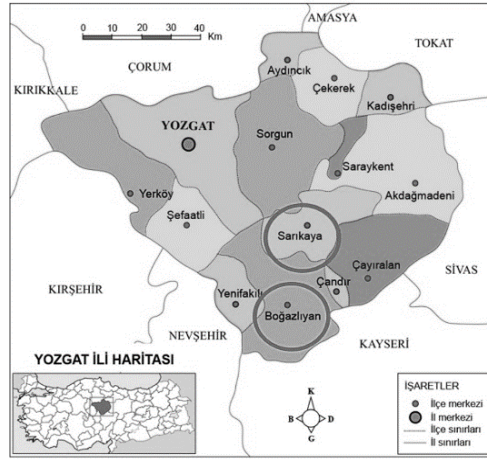 AMASYA
TOKAT
0 10 20 30 40
Km
ÇORUM
KIRIKKALE
Aydıncık
Çekerek
Kadışehri
YOZGAT
Sorgun
Saraykent
Yerköy
Akdağmadeni
Şefaatli
Sarıkaya
SİVAS
KIRŞEHİR
Çayıralan
Çandır
Yenifakılı
Boğazlıyan
NEVŞEHİR
KAYSERİ
YOZGAT İLİ HARİTASI
K
B D
G
İŞARETLER
İlçe merkezi
İl merkezi
İlçe sınırları
İl sınırları